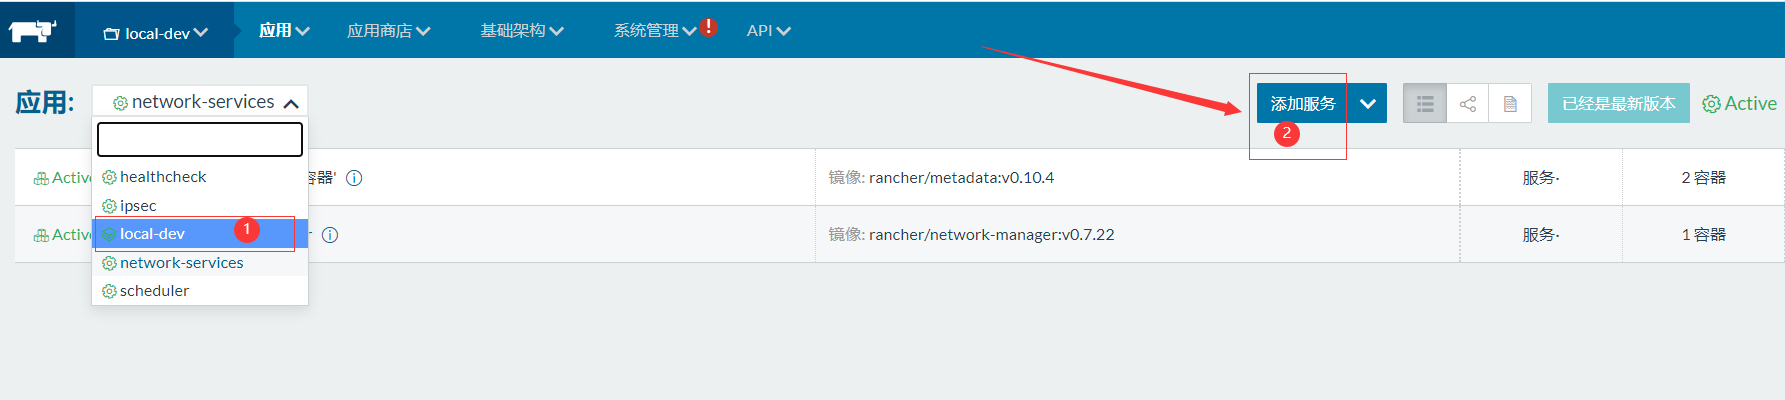 local-dev 应用 应用商店 基础架构 系统管理 ! API
应用: network-services 添加服务 已经是最新版本 Active
2
healthcheck
ipsec
local-dev 1
network-services
scheduler
Active 容器' 镜像: rancher/metadata:v0.10.4 服务· 2 容器
Active 镜像: rancher/network-manager:v0.7.22 服务· 1 容器